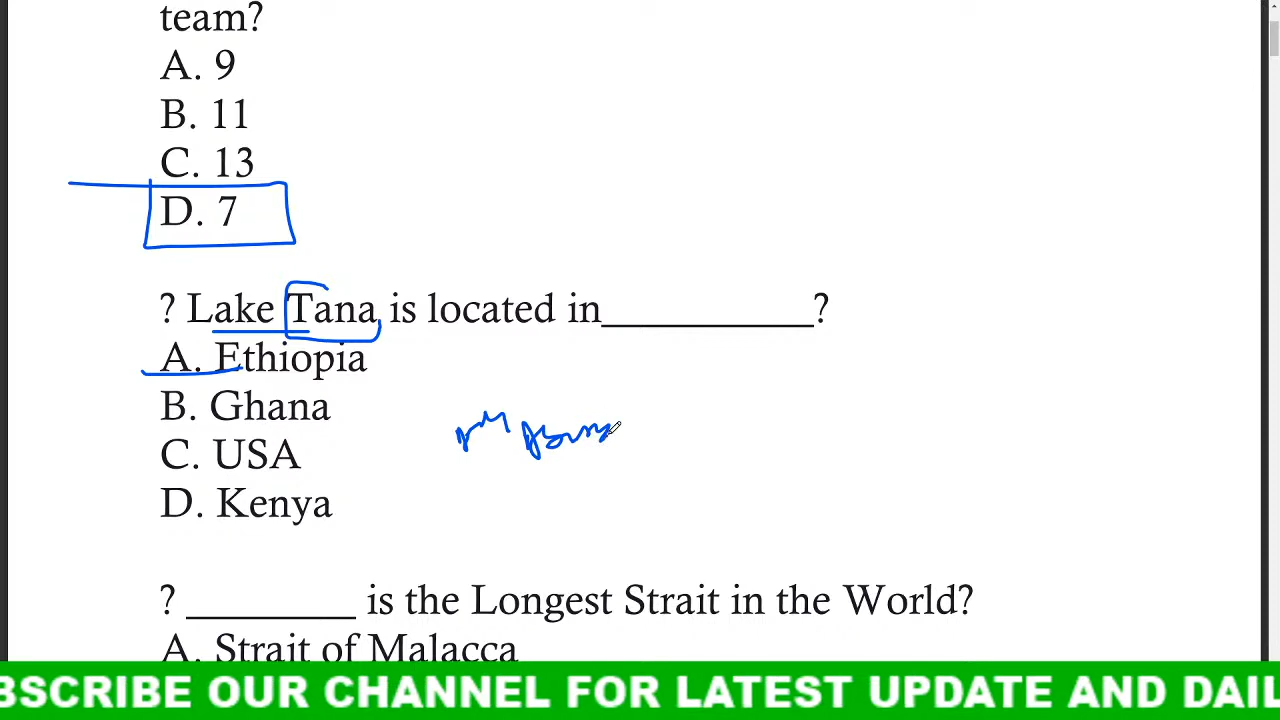 team?
A. 9
B. 11
C. 13
D. 7
? Lake Tana is located in___________?
A. Ethiopia
B. Ghana
C. USA
D. Kenya
? _________ is the Longest Strait in the World?
A. Strait of Malacca
BSCRIBE OUR CHANNEL FOR LATEST UPDATE AND DAIL